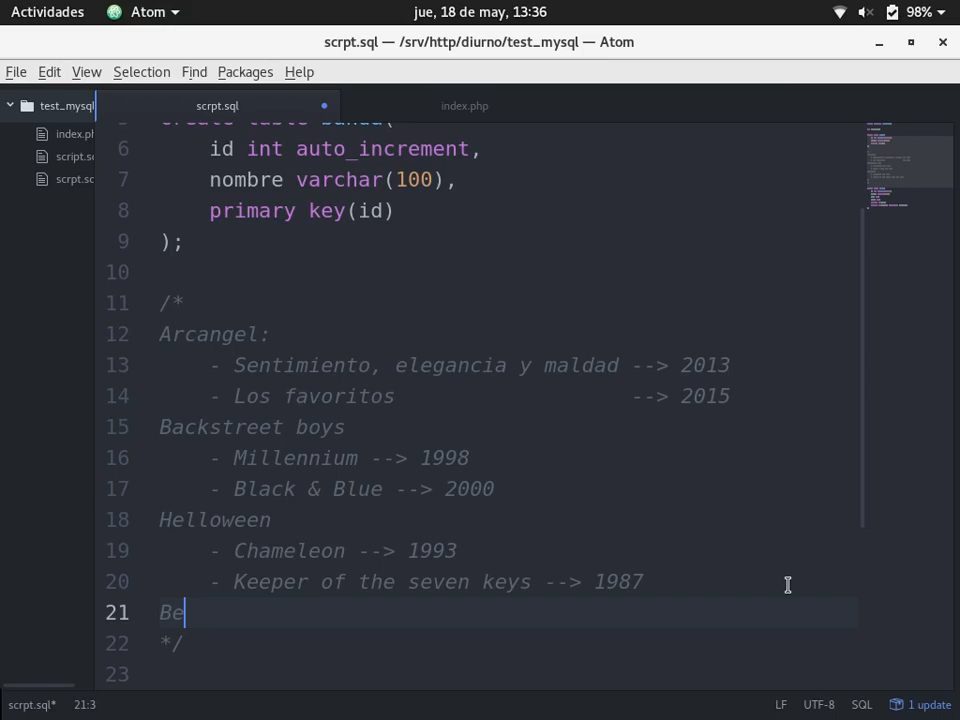 Actividades Atom jue, 18 de may, 13:36 98%
scrpt.sql — /srv/http/diurno/test_mysql — Atom
File Edit View Selection Find Packages Help
test_mysql scrpt.sql index.php
index.ph
script.sc
scrpt.sc
create table banda(
6 id int auto_increment,
7 nombre varchar(100),
8 primary key(id)
9 );
10
11 /*
12 Arcangel:
13 - Sentimiento, elegancia y maldad --> 2013
14 - Los favoritos --> 2015
15 Backstreet boys
16 - Millennium --> 1998
17 - Black & Blue --> 2000
18 Helloween
19 - Chameleon --> 1993
20 - Keeper of the seven keys --> 1987
21 Be
22 */
23
scrpt.sql* 21:3 LF UTF-8 SQL 1 update